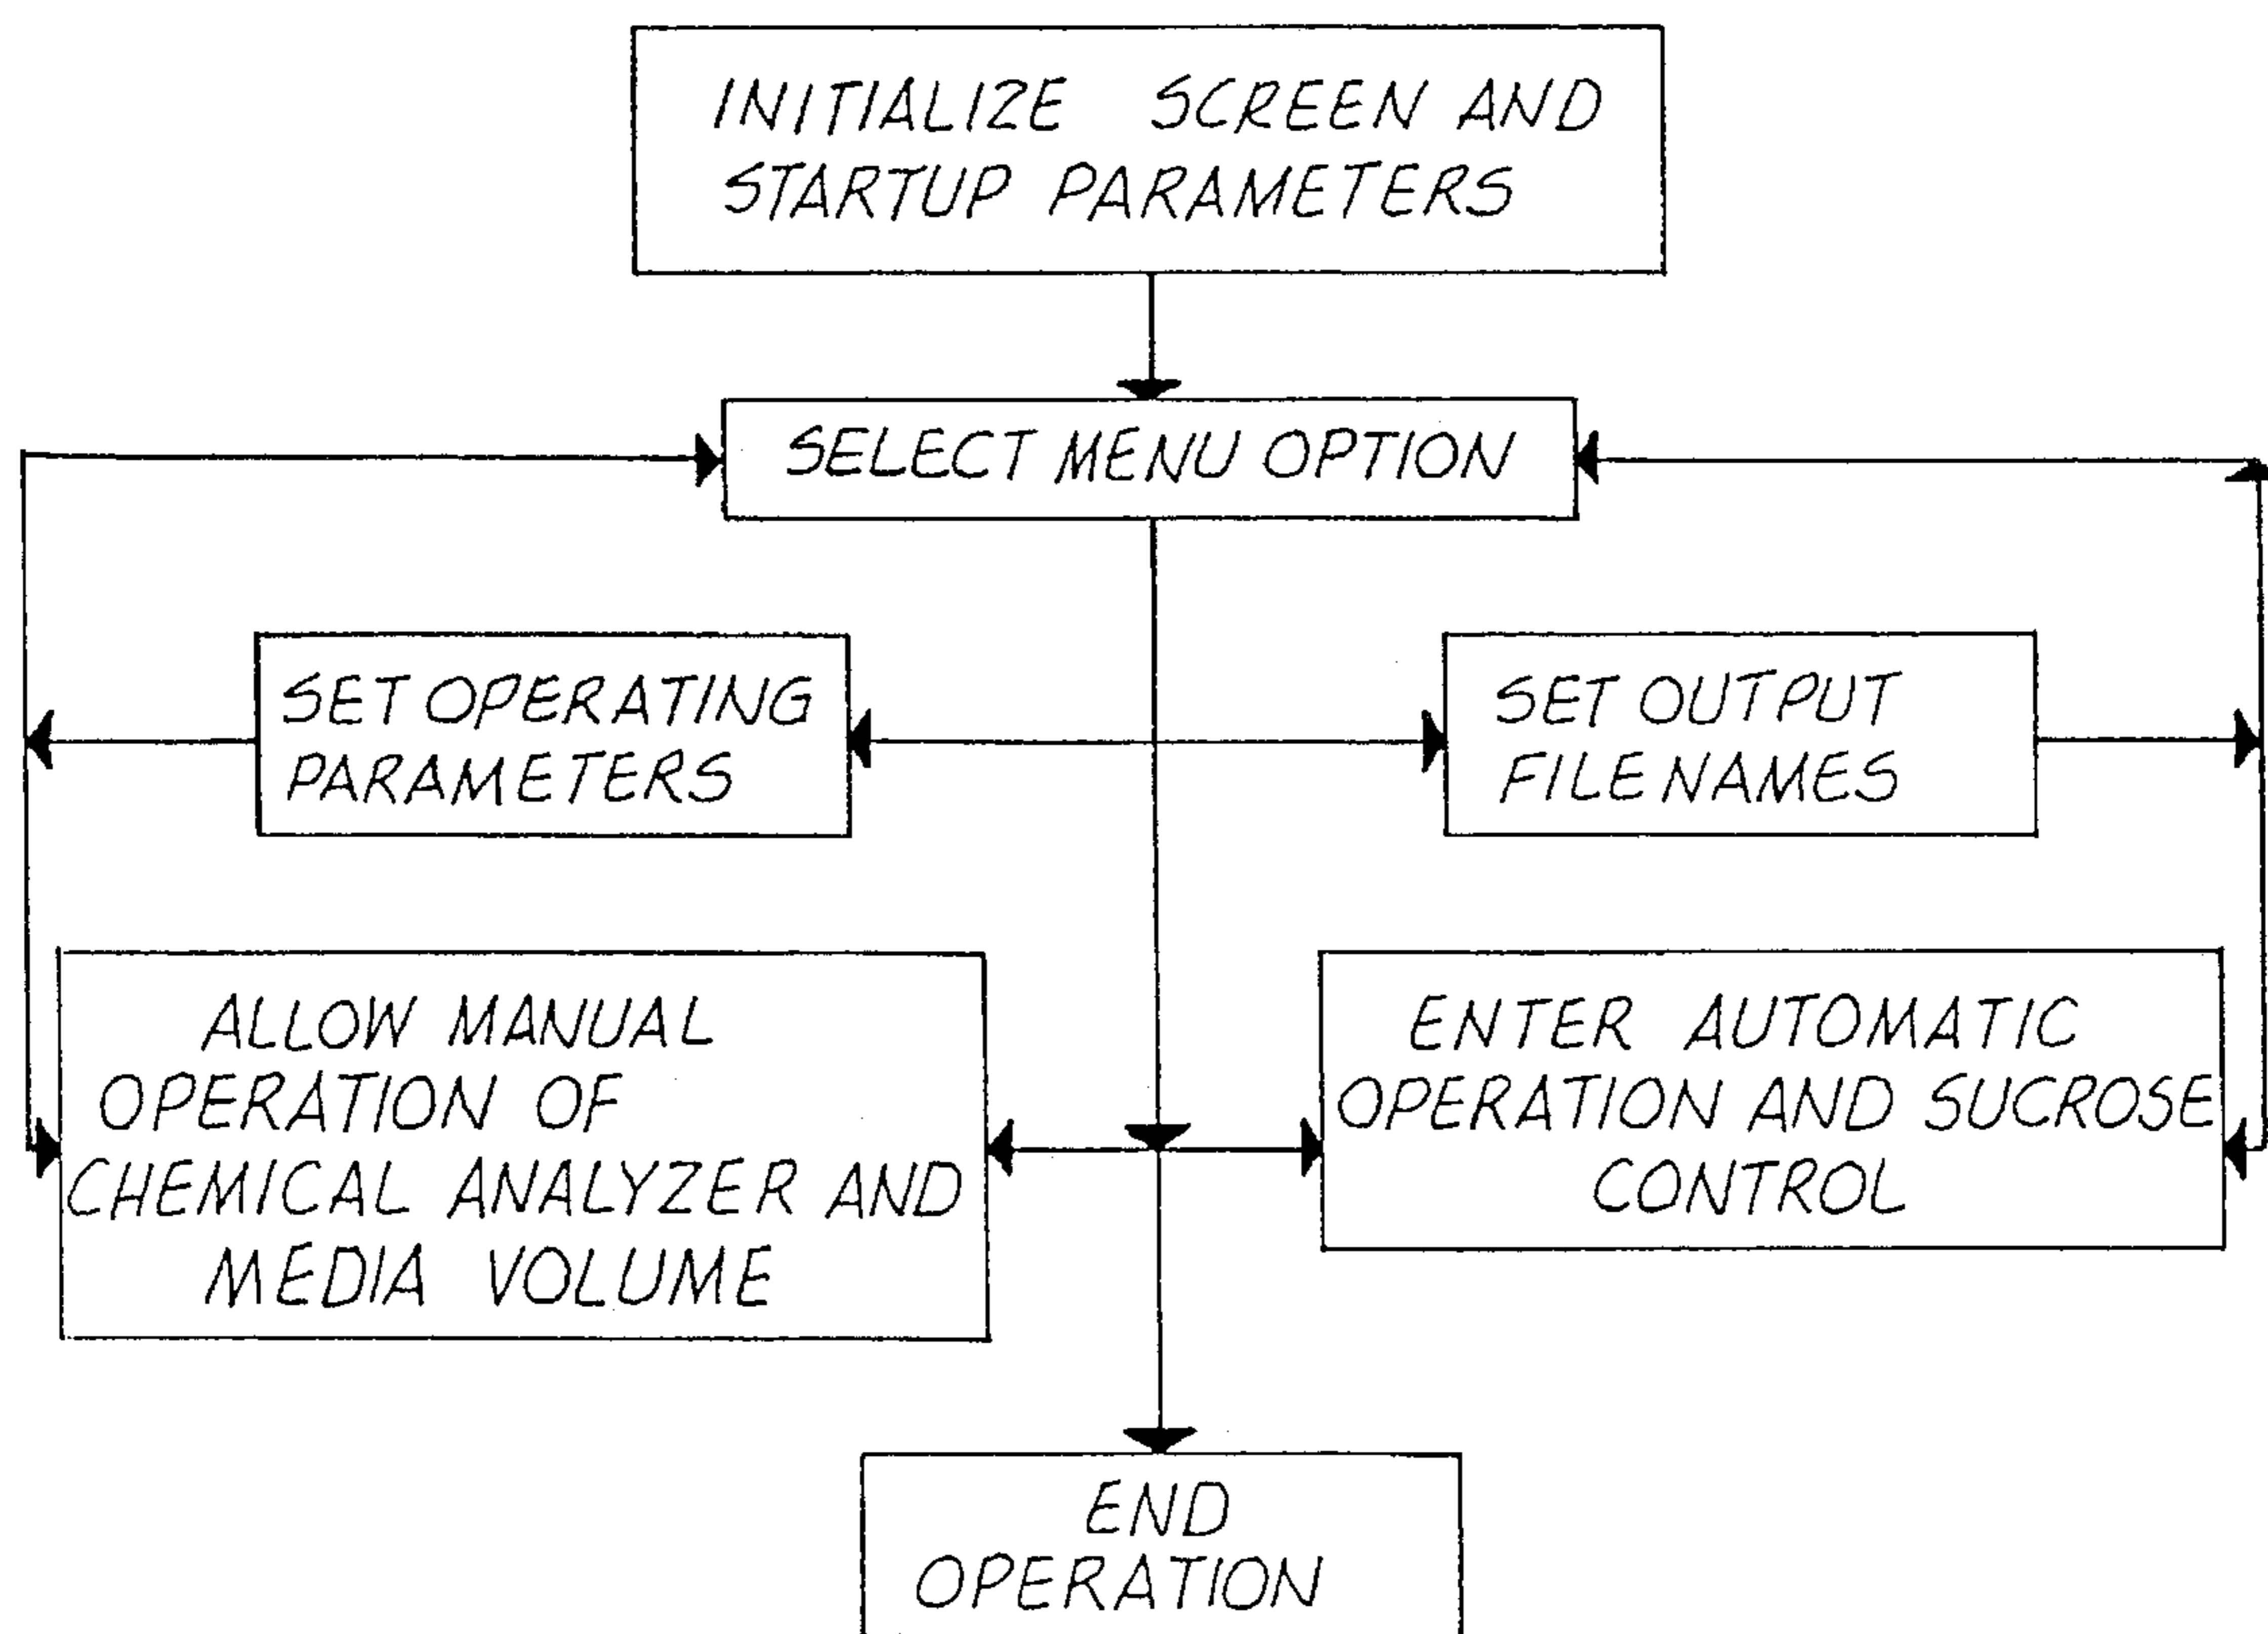 INITIALIZE SCREEN AND
STARTUP PARAMETERS
SELECT MENU OPTION
SET OPERATING
PARAMETERS
SET OUTPUT
FILE NAMES
ALLOW MANUAL
OPERATION OF
CHEMICAL ANALYZER AND
MEDIA VOLUME
ENTER AUTOMATIC
OPERATION AND SUCROSE
CONTROL
END
OPERATION